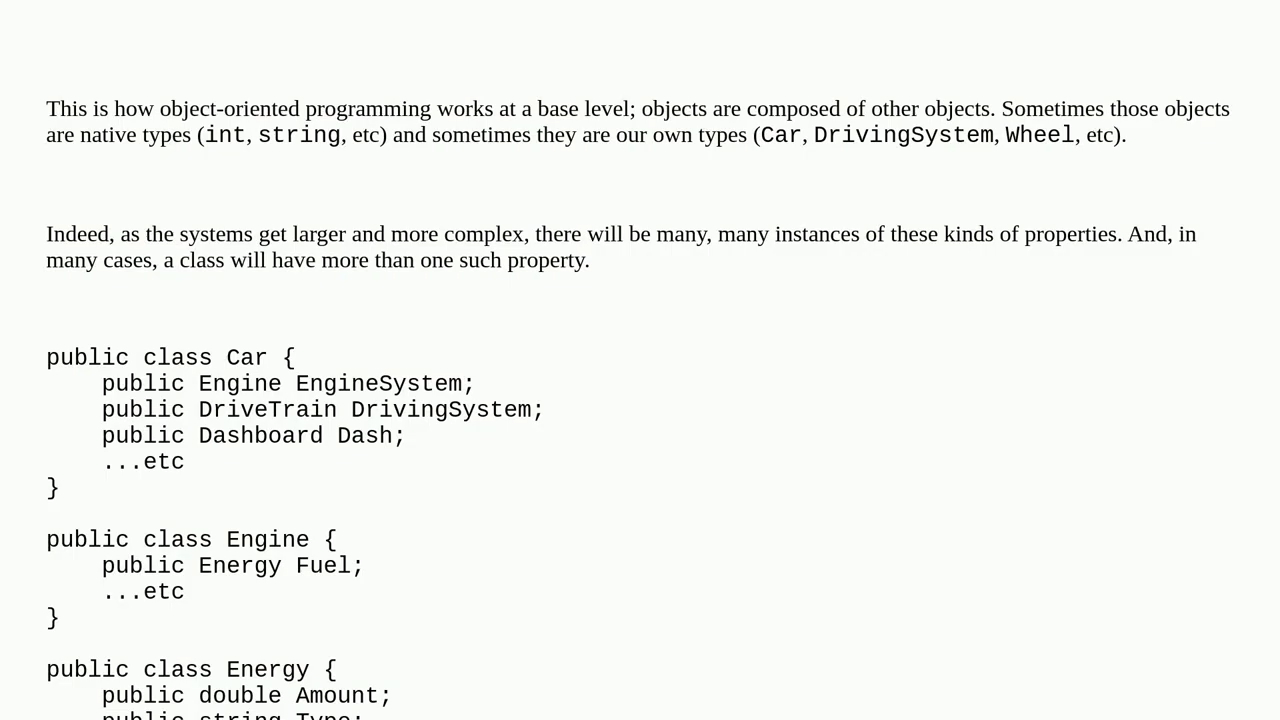 This is how object-oriented programming works at a base level; objects are composed of other objects. Sometimes those objects
are native types (int, string, etc) and sometimes they are our own types (Car, DrivingSystem, Wheel, etc).
Indeed, as the systems get larger and more complex, there will be many, many instances of these kinds of properties. And, in
many cases, a class will have more than one such property.
public class Car {
    public Engine EngineSystem;
    public DriveTrain DrivingSystem;
    public Dashboard Dash;
    ...etc
}
public class Engine {
    public Energy Fuel;
    ...etc
}
public class Energy {
    public double Amount;
    public string Type;